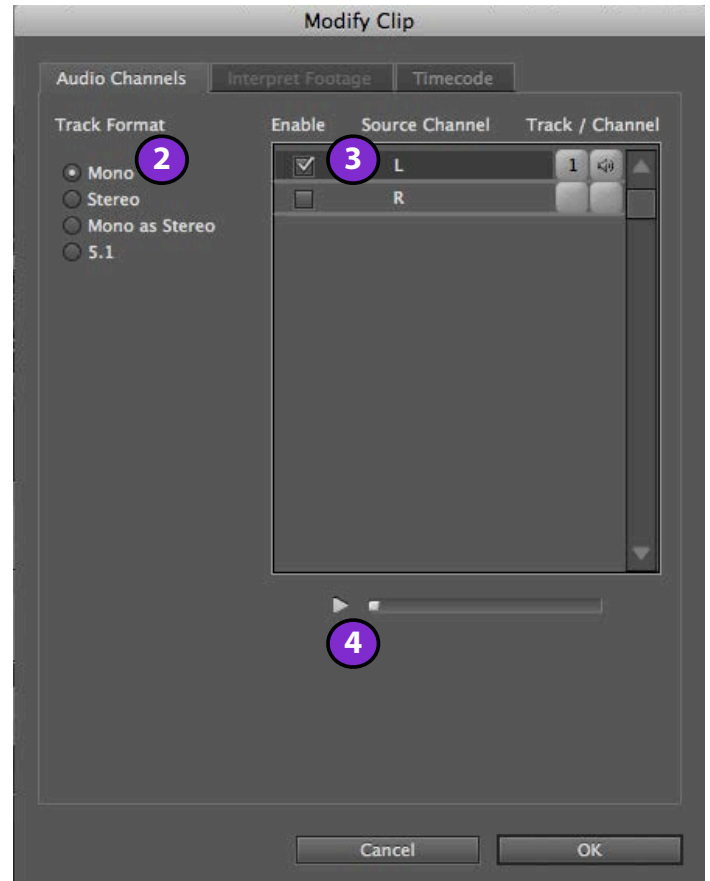 Modify Clip
Audio Channels Interpret Footage Timecode
Track Format Enable Source Channel Track / Channel
2 3
Mono L 1
Stereo R
Mono as Stereo
5.1
4
Cancel OK